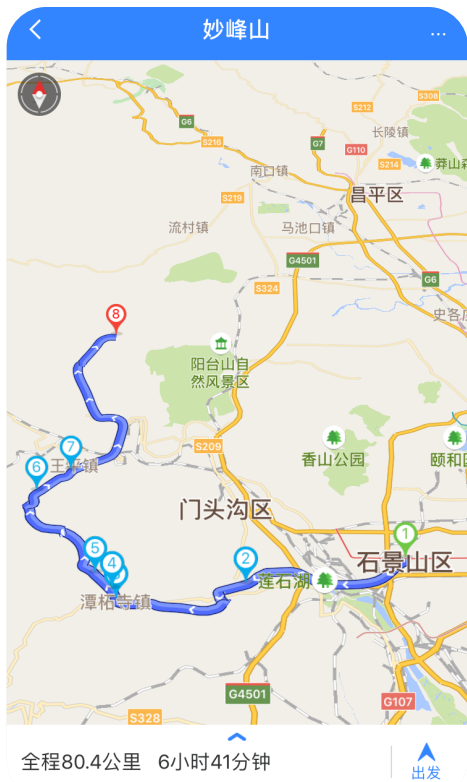 妙峰山
...
S308
S212
G6
长陵镇
S216
G7
G110
S214
莽山森
南口镇
S219
昌平区
流村镇
马池口镇
G4501
G6
S324
史各庄
8
阳台山自
然风景区
S209
7
王平镇
香山公园
颐和园
6
门头沟区
1
石景山区
5
2
4
莲石湖
潭柘寺镇
G4501
G107
S328
全程80.4公里 6小时41分钟
出发